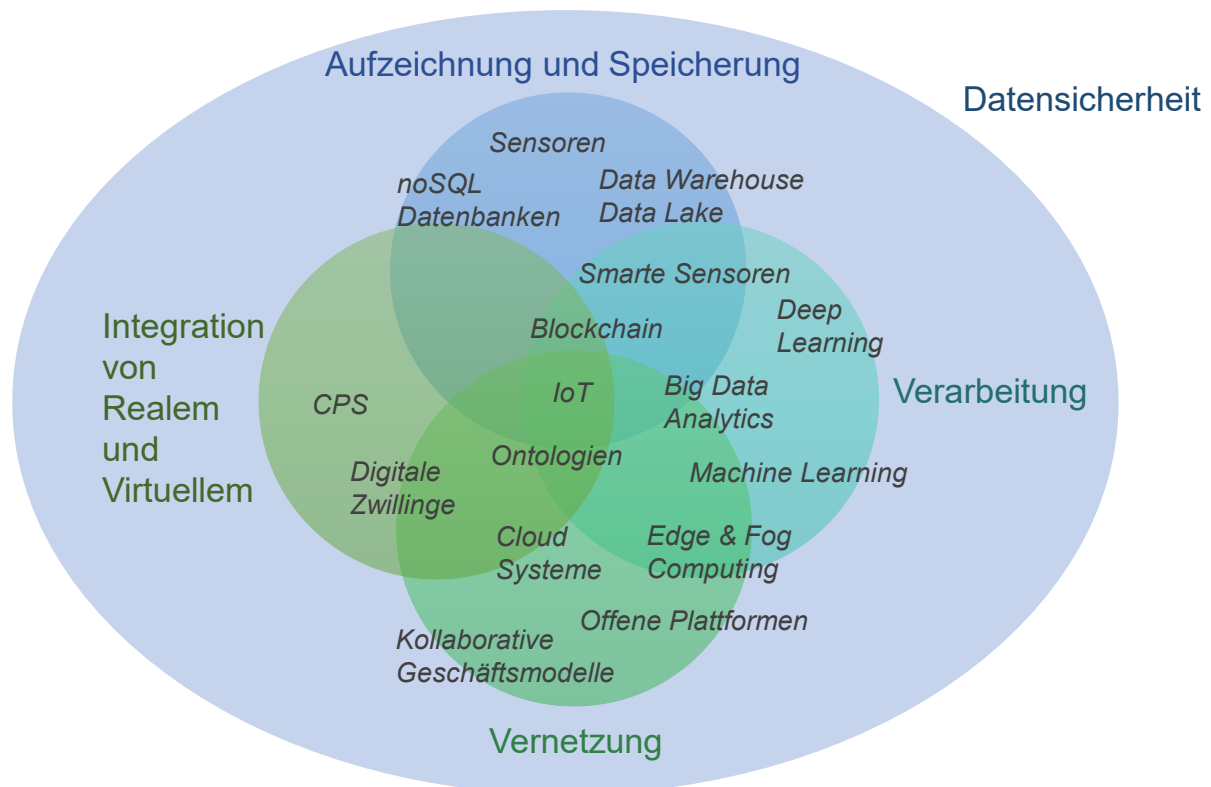 Aufzeichnung und Speicherung
Datensicherheit
Sensoren
noSQL
Datenbanken
Data Warehouse
Data Lake
Smarte Sensoren
Deep
Learning
Blockchain
Integration
von
Realem
und
Virtuellem
CPS
IoT
Big Data
Analytics
Verarbeitung
Digitale
Zwillinge
Ontologien
Machine Learning
Cloud
Systeme
Edge & Fog
Computing
Offene Plattformen
Kollaborative
Geschäftsmodelle
Vernetzung